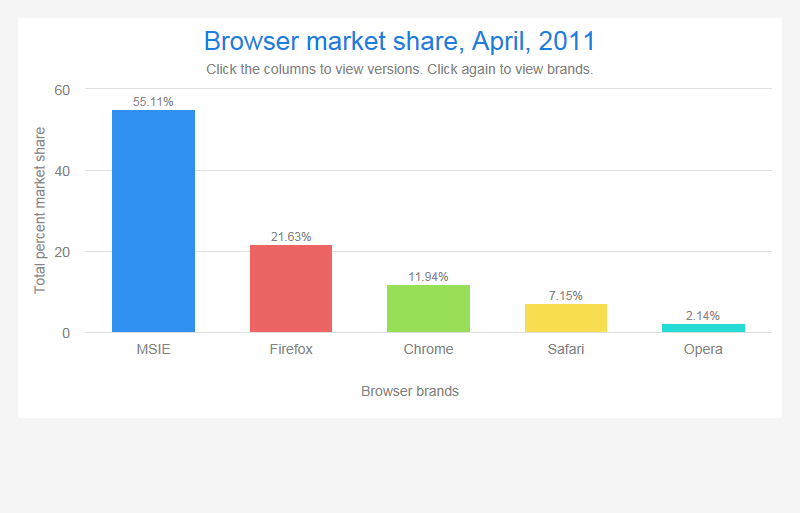 Browser market share, April, 2011
Click the columns to view versions. Click again to view brands.
Total percent market share
60
40
20
0
55.11%
21.63%
11.94%
7.15%
2.14%
MSIE
Firefox
Chrome
Safari
Opera
Browser brands